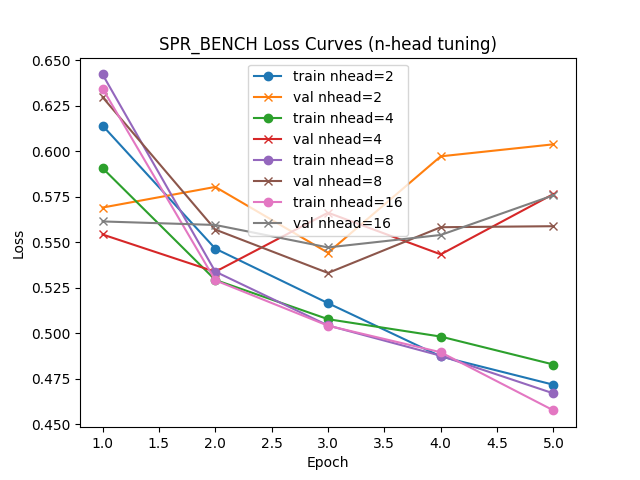 SPR_BENCH Loss Curves (n-head tuning)
0.650
0.625
0.600
0.575
0.550
0.525
0.500
0.475
0.450
Loss
train nhead=2
val nhead=2
train nhead=4
val nhead=4
train nhead=8
val nhead=8
train nhead=16
val nhead=16
1.0 1.5 2.0 2.5 3.0 3.5 4.0 4.5 5.0
Epoch